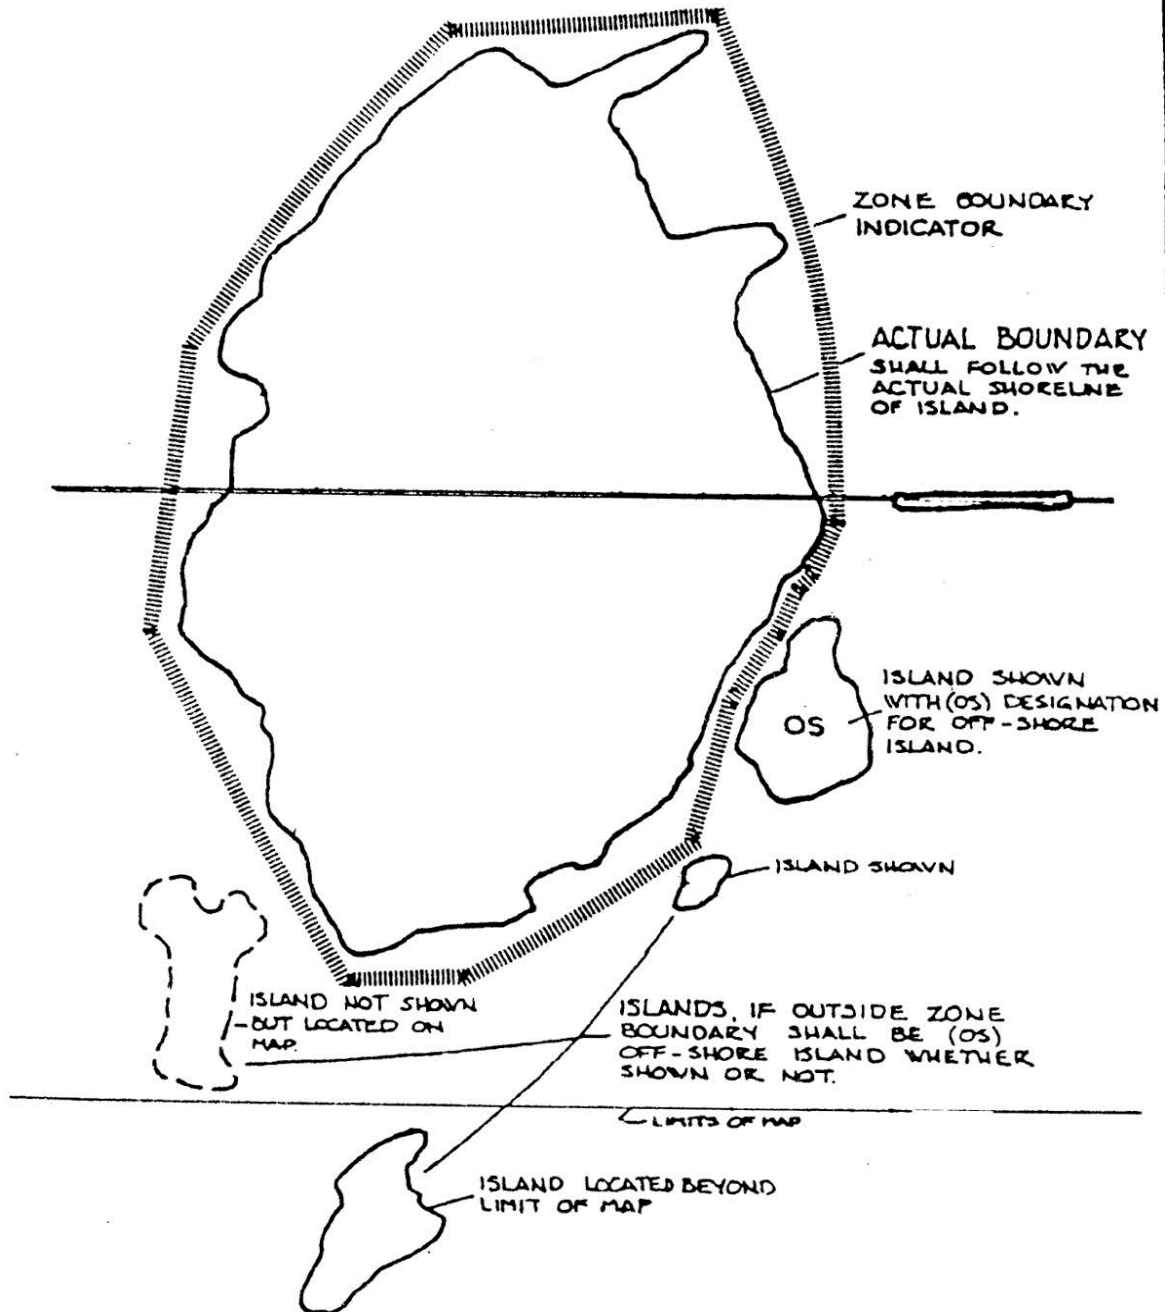 ZONE BOUNDARY
INDICATOR
ACTUAL BOUNDARY
SHALL FOLLOW THE
ACTUAL SHORELINE
OF ISLAND.
ISLAND SHOWN
WITH (OS) DESIGNATION
FOR OFF-SHORE
ISLAND.
OS
ISLAND SHOWN
ISLAND NOT SHOWN
BUT LOCATED ON
MAP.
ISLANDS, IF OUTSIDE ZONE
BOUNDARY SHALL BE (OS)
OFF-SHORE ISLAND WHETHER
SHOWN OR NOT.
LIMITS OF MAP
ISLAND LOCATED BEYOND
LIMIT OF MAP